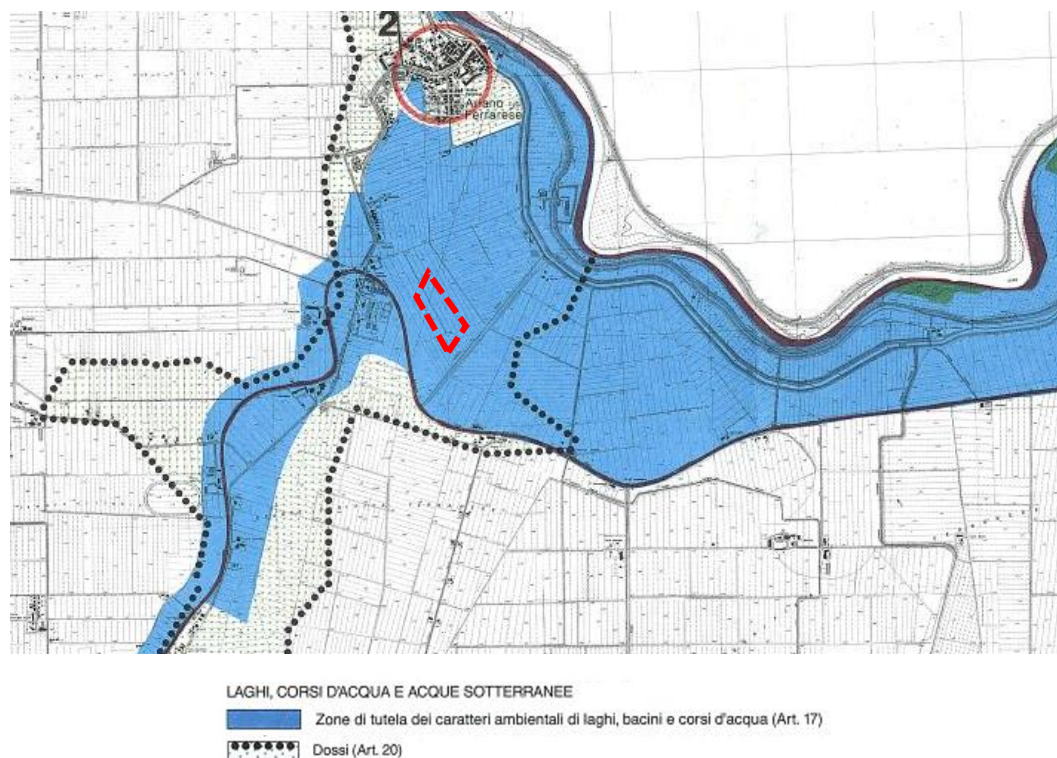 2
Ariano
Ferrarese
LAGHI, CORSI D'ACQUA E ACQUE SOTTERRANEE
Zone di tutela dei caratteri ambientali di laghi, bacini e corsi d'acqua (Art. 17)
Dossi (Art. 20)